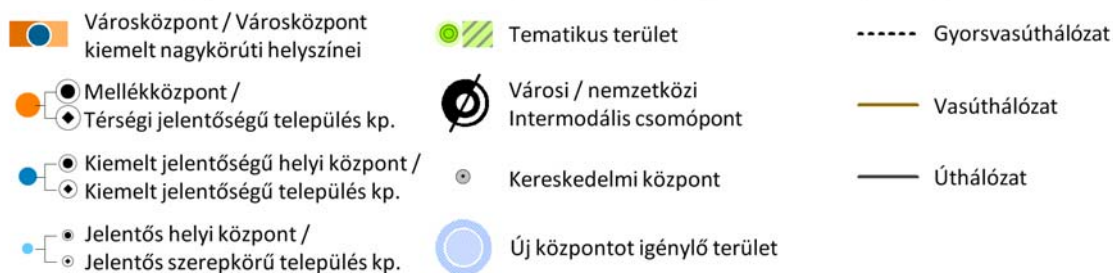 Városközpont / Városközpont
kiemelt nagykörúti helyszínei
Mellékközpont /
Térségi jelentőségű település kp.
Kiemelt jelentőségű helyi központ /
Kiemelt jelentőségű település kp.
Jelentős helyi központ /
Jelentős szerepkörű település kp.
Tematikus terület
Városi / nemzetközi
Intermodális csomópont
Kereskedelmi központ
Új központot igénylő terület
Gyorsvasúthálózat
Vasúthálózat
Úthálózat